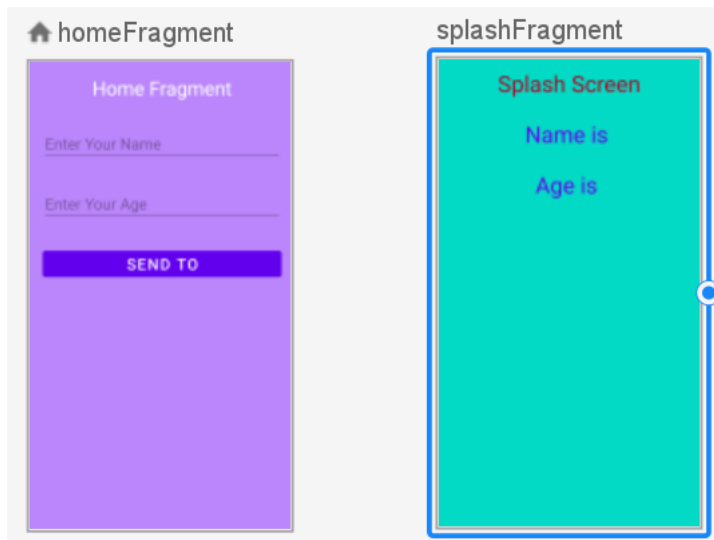 homeFragment
Home Fragment
Enter Your Name
Enter Your Age
SEND TO
splashFragment
Splash Screen
Name is
Age is